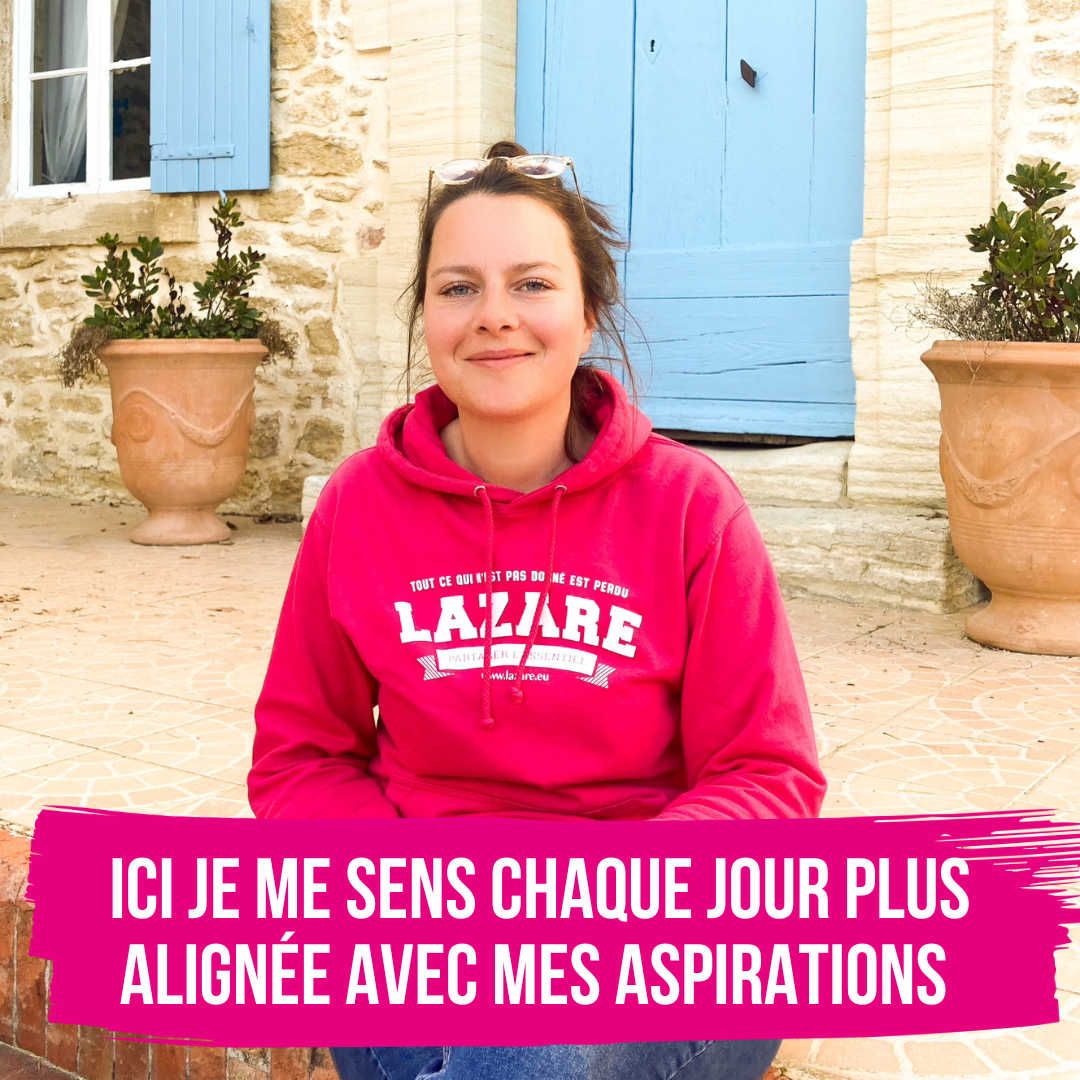 TOUT CE QUI N'EST PAS DONNÉ EST PERDU
LAZARE
PARTAGER L'ESSENTIEL
www.lazare.eu
ICI JE ME SENS CHAQUE JOUR PLUS
ALIGNÉE AVEC MES ASPIRATIONS